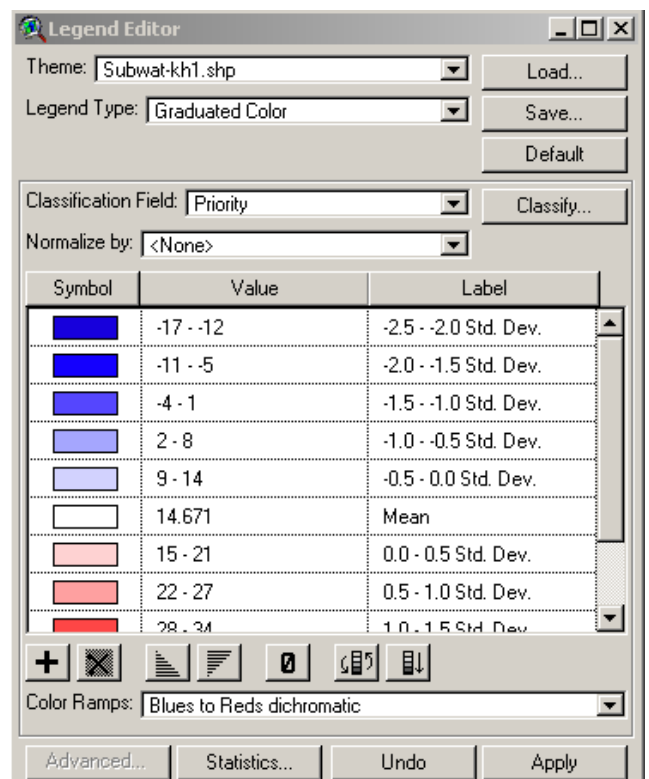 Legend Editor
Theme: Subwat-kh1.shp Load...
Legend Type: Graduated Color Save...
Default
Classification Field: Priority Classify...
Normalize by: <None>
Symbol Value Label
-17 - -12 -2.5 - -2.0 Std. Dev.
-11 - -5 -2.0 - -1.5 Std. Dev.
-4 - 1 -1.5 - -1.0 Std. Dev.
2 - 8 -1.0 - -0.5 Std. Dev.
9 - 14 -0.5 - 0.0 Std. Dev.
14.671 Mean
15 - 21 0.0 - 0.5 Std. Dev.
22 - 27 0.5 - 1.0 Std. Dev.
28 - 34 1.0 - 1.5 Std. Dev.
0
Color Ramps: Blues to Reds dichromatic
Advanced... Statistics... Undo Apply